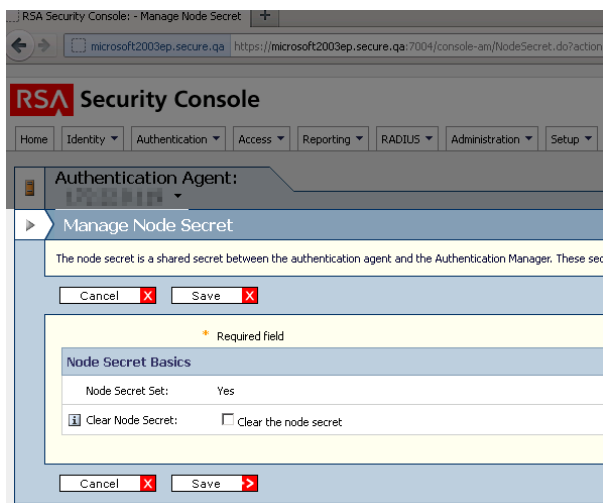 RSA Security Console: - Manage Node Secret
microsoft2003ep.secure.qa https://microsoft2003ep.secure.qa:7004/console-am/NodeSecret.do?action
RSA Security Console
Home Identity Authentication Access Reporting RADIUS Administration Setup
Authentication Agent:
Manage Node Secret
The node secret is a shared secret between the authentication agent and the Authentication Manager. These sec
Cancel X Save X
* Required field
Node Secret Basics
Node Secret Set: Yes
i Clear Node Secret: Clear the node secret
Cancel X Save